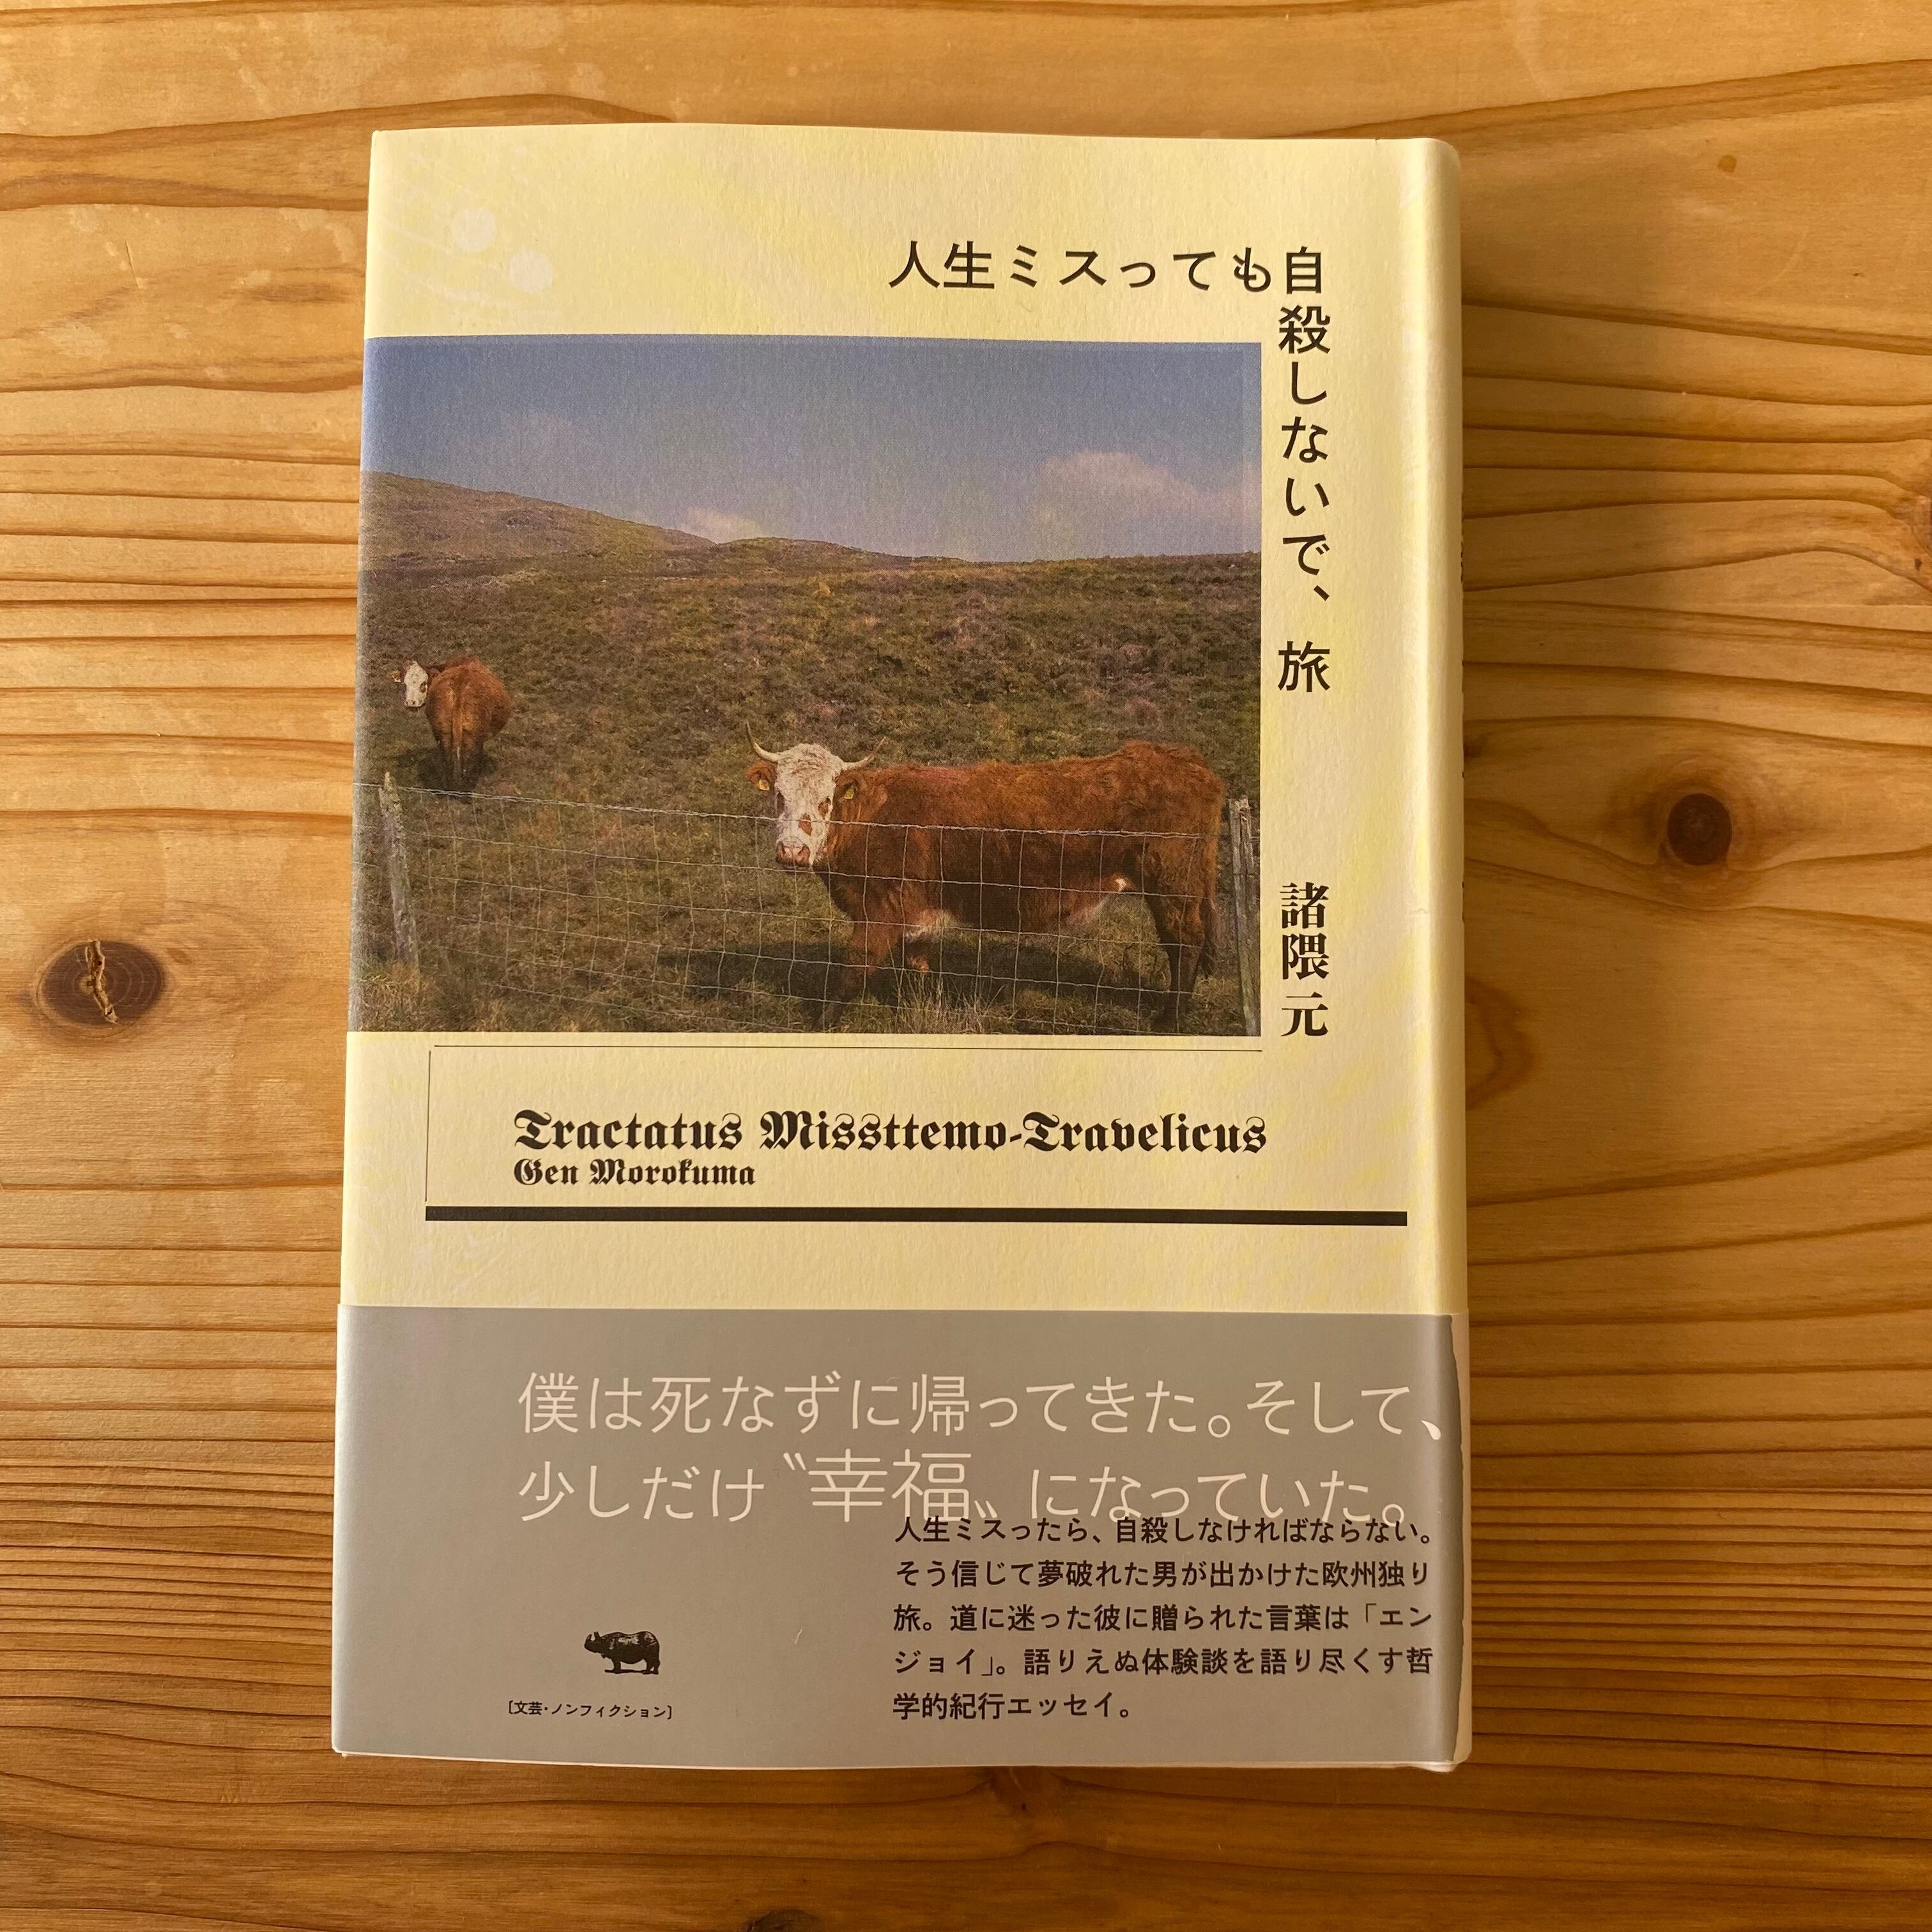 人生ミスっても自殺しないで、旅
諸隈元
Tractatus Missttemo-Travelicus
Gen Morokuma
僕は死なずに帰ってきた。そして、
少しだけ〝幸福〟になっていた。
人生ミスったら、自殺しなければならない。
そう信じて夢破れた男が出かけた欧州独り
旅。道に迷った彼に贈られた言葉は「エン
ジョイ」。語りえぬ体験談を語り尽くす哲
学的紀行エッセイ。
[文芸・ノンフィクション]